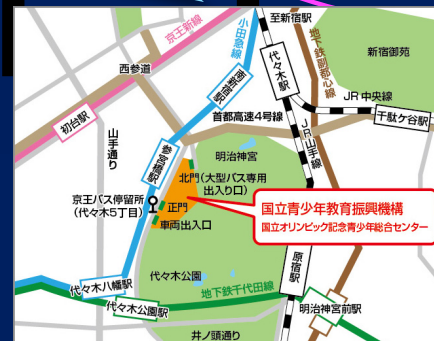 京王新線
小田急線
至新宿駅
地下鉄副都心線
新宿御苑
代々木駅
西参道
南新宿駅
JR中央線
千駄ケ谷駅
初台駅
首都高速4号線
JR山手線
山手通り
参宮橋駅
明治神宮
北門(大型バス専用
出入り口)
京王バス停留所
(代々木5丁目)
正門
車両出入口
国立青少年教育振興機構
国立オリンピック記念青少年総合センター
原宿駅
代々木公園
代々木八幡駅
地下鉄千代田線
代々木公園駅
明治神宮前駅
井ノ頭通り